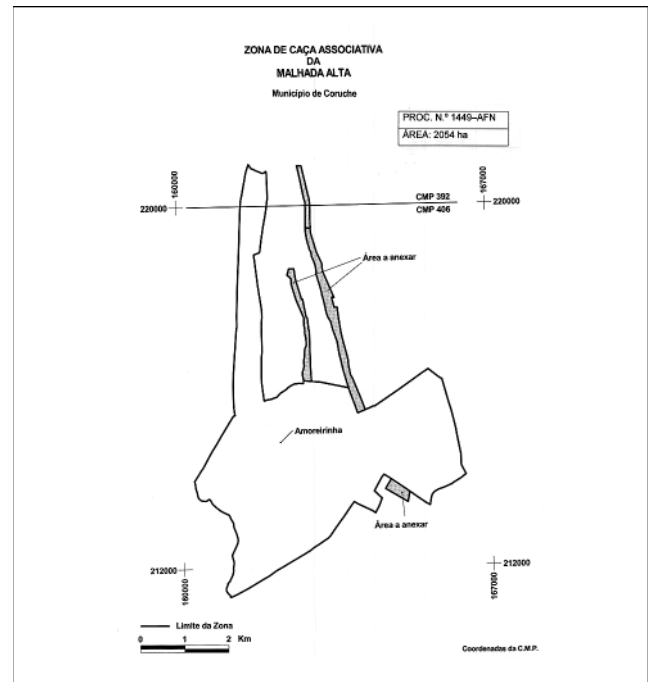 ZONA DE CAÇA ASSOCIATIVA
DA
MALHADA ALTA
Município de Coruche
PROC. N.º 1449–AFN
ÁREA: 2054 ha
160000
167000
220000
CMP 392
220000
CMP 406
Área a anexar
Amoreirinha
Área a anexar
212000
212000
160000
167000
Limite da Zona
0 1 2 Km
Coordenadas da C.M.P.